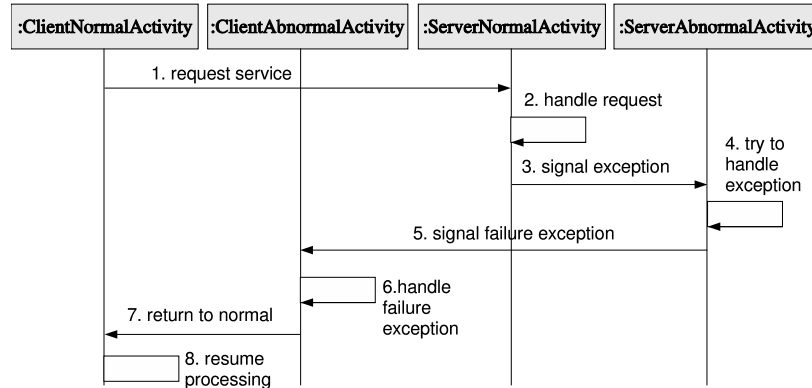 :ClientNormalActivity
:ClientAbnormalActivity
:ServerNormalActivity
:ServerAbnormalActivity
1. request service
2. handle request
3. signal exception
4. try to
handle
exception
5. signal failure exception
6.handle
failure
exception
7. return to normal
8. resume
processing